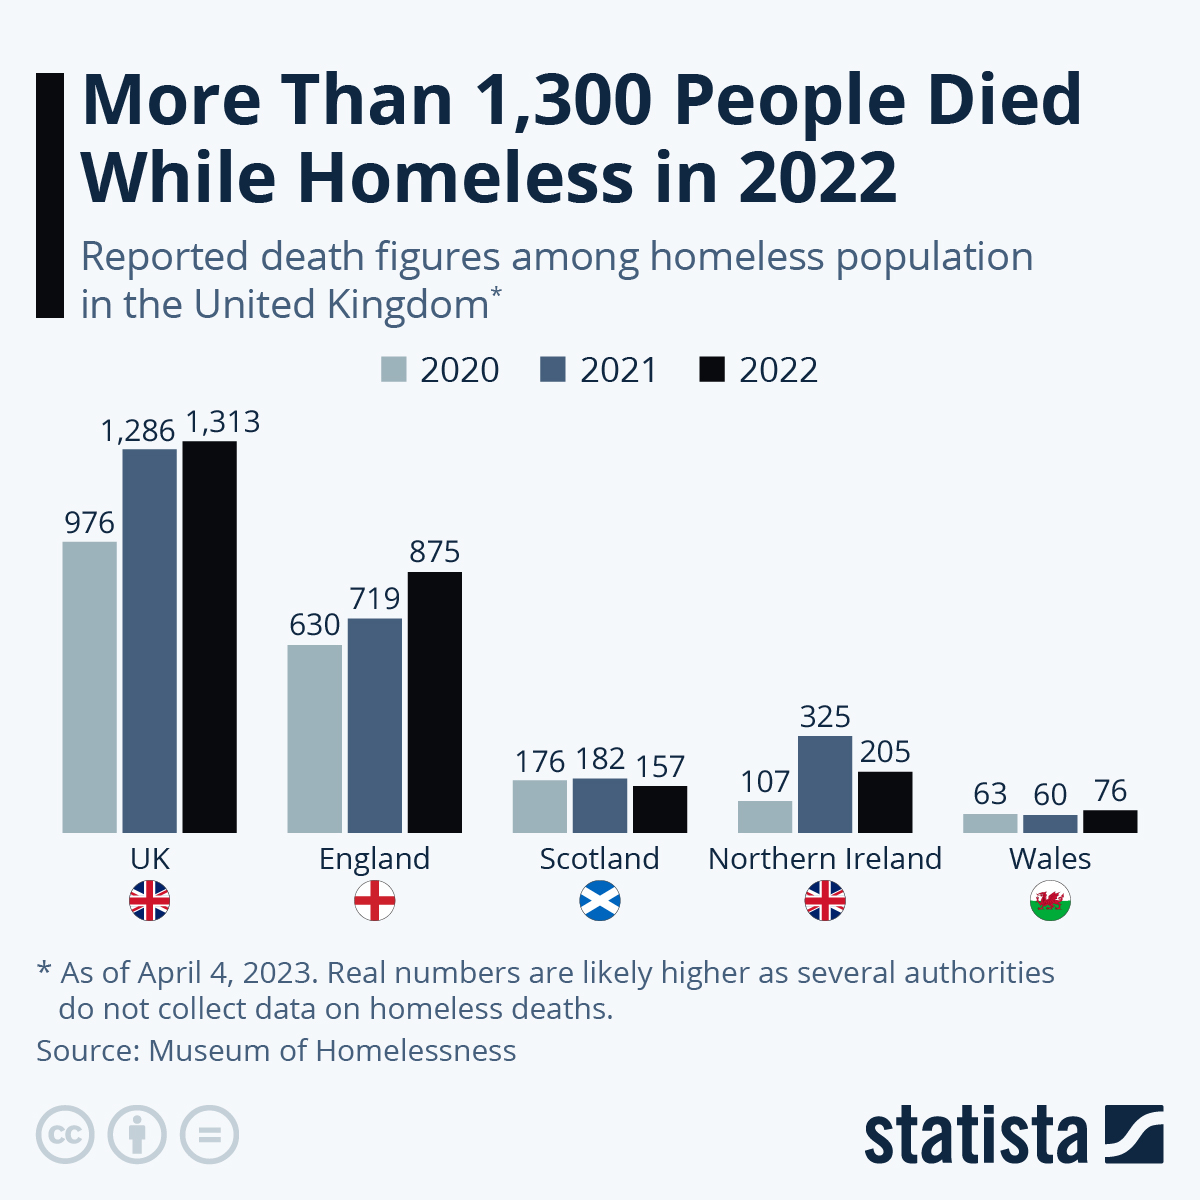 More Than 1,300 People Died
While Homeless in 2022
Reported death figures among homeless population
in the United Kingdom*
2020 2021 2022
976 1,286 1,313
630 719 875
176 182 157
107 325 205
63 60 76
UK England Scotland Northern Ireland Wales
* As of April 4, 2023. Real numbers are likely higher as several authorities
do not collect data on homeless deaths.
Source: Museum of Homelessness
cc
statista